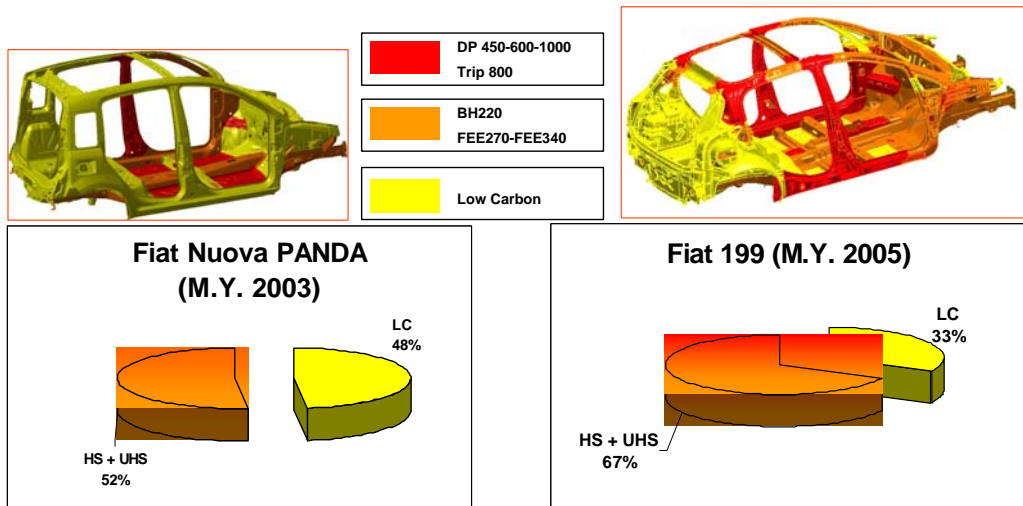 DP 450-600-1000
Trip 800
BH220
FEE270-FEE340
Low Carbon
Fiat Nuova PANDA
(M.Y. 2003)
LC
48%
HS + UHS
52%
Fiat 199 (M.Y. 2005)
LC
33%
HS + UHS
67%